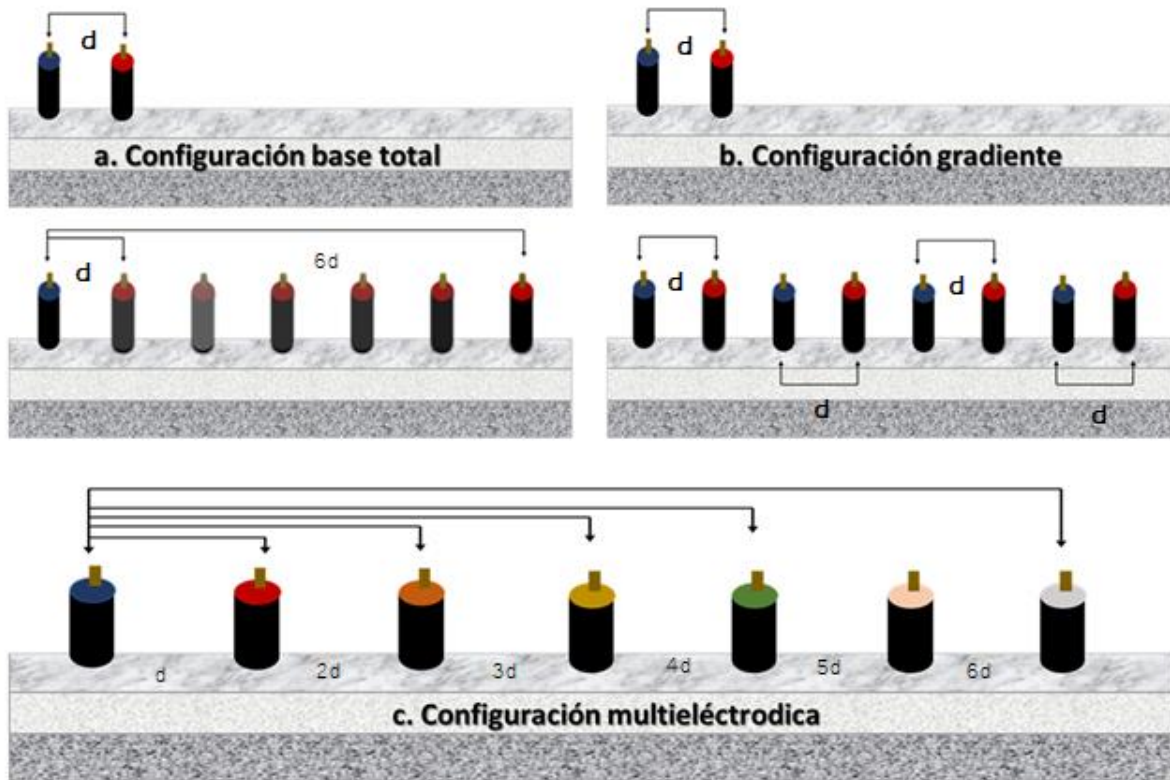 d
d
a. Configuración base total
b. Configuración gradiente
6d
d
d
d
d
d
d
2d
3d
4d
5d
6d
c. Configuración multieléctrodica